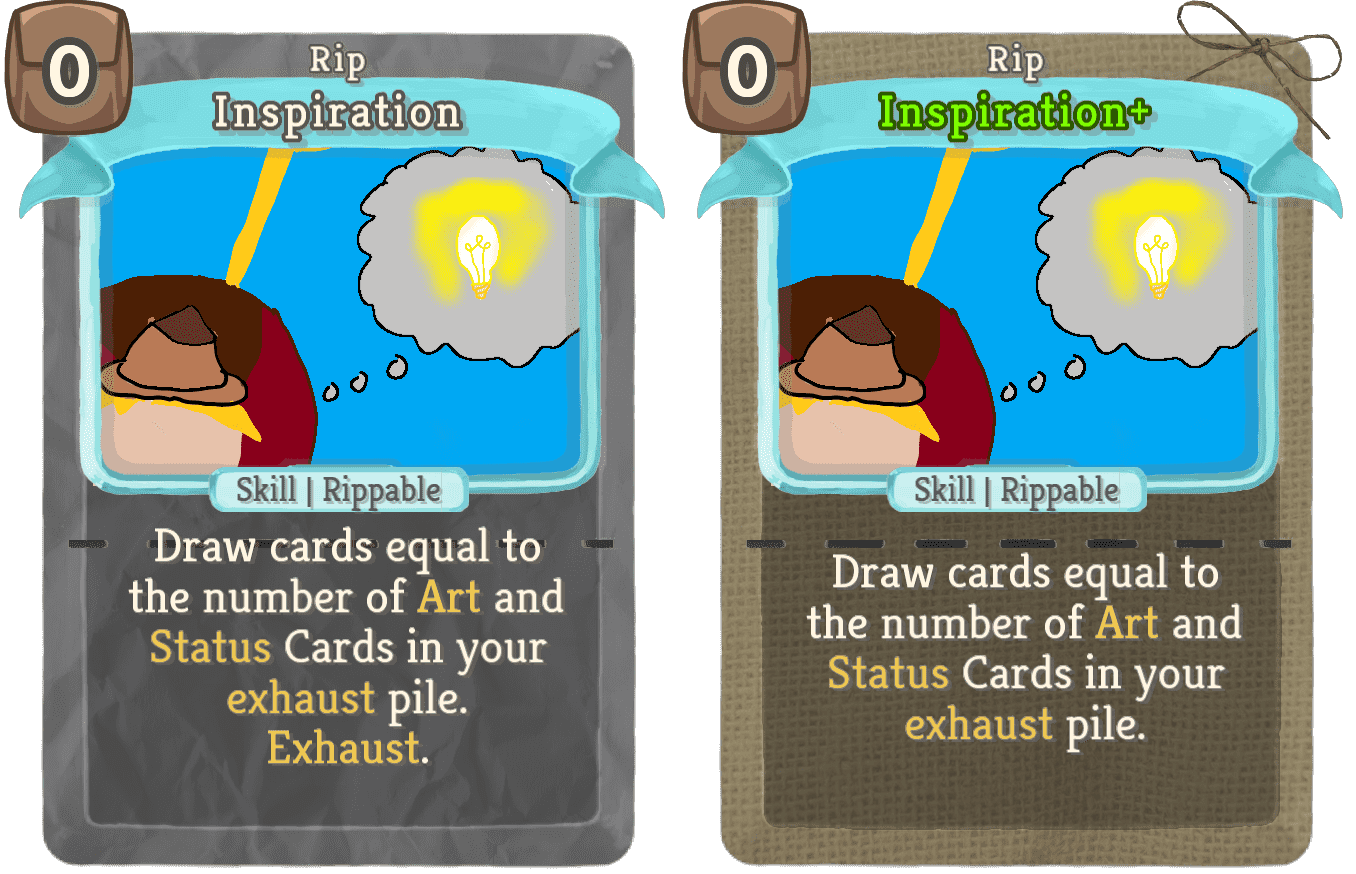 0
Rip
Inspiration
Skill | Rippable
Draw cards equal to
the number of Art and
Status Cards in your
exhaust pile.
Exhaust.
0
Rip
Inspiration+
Skill | Rippable
Draw cards equal to
the number of Art and
Status Cards in your
exhaust pile.